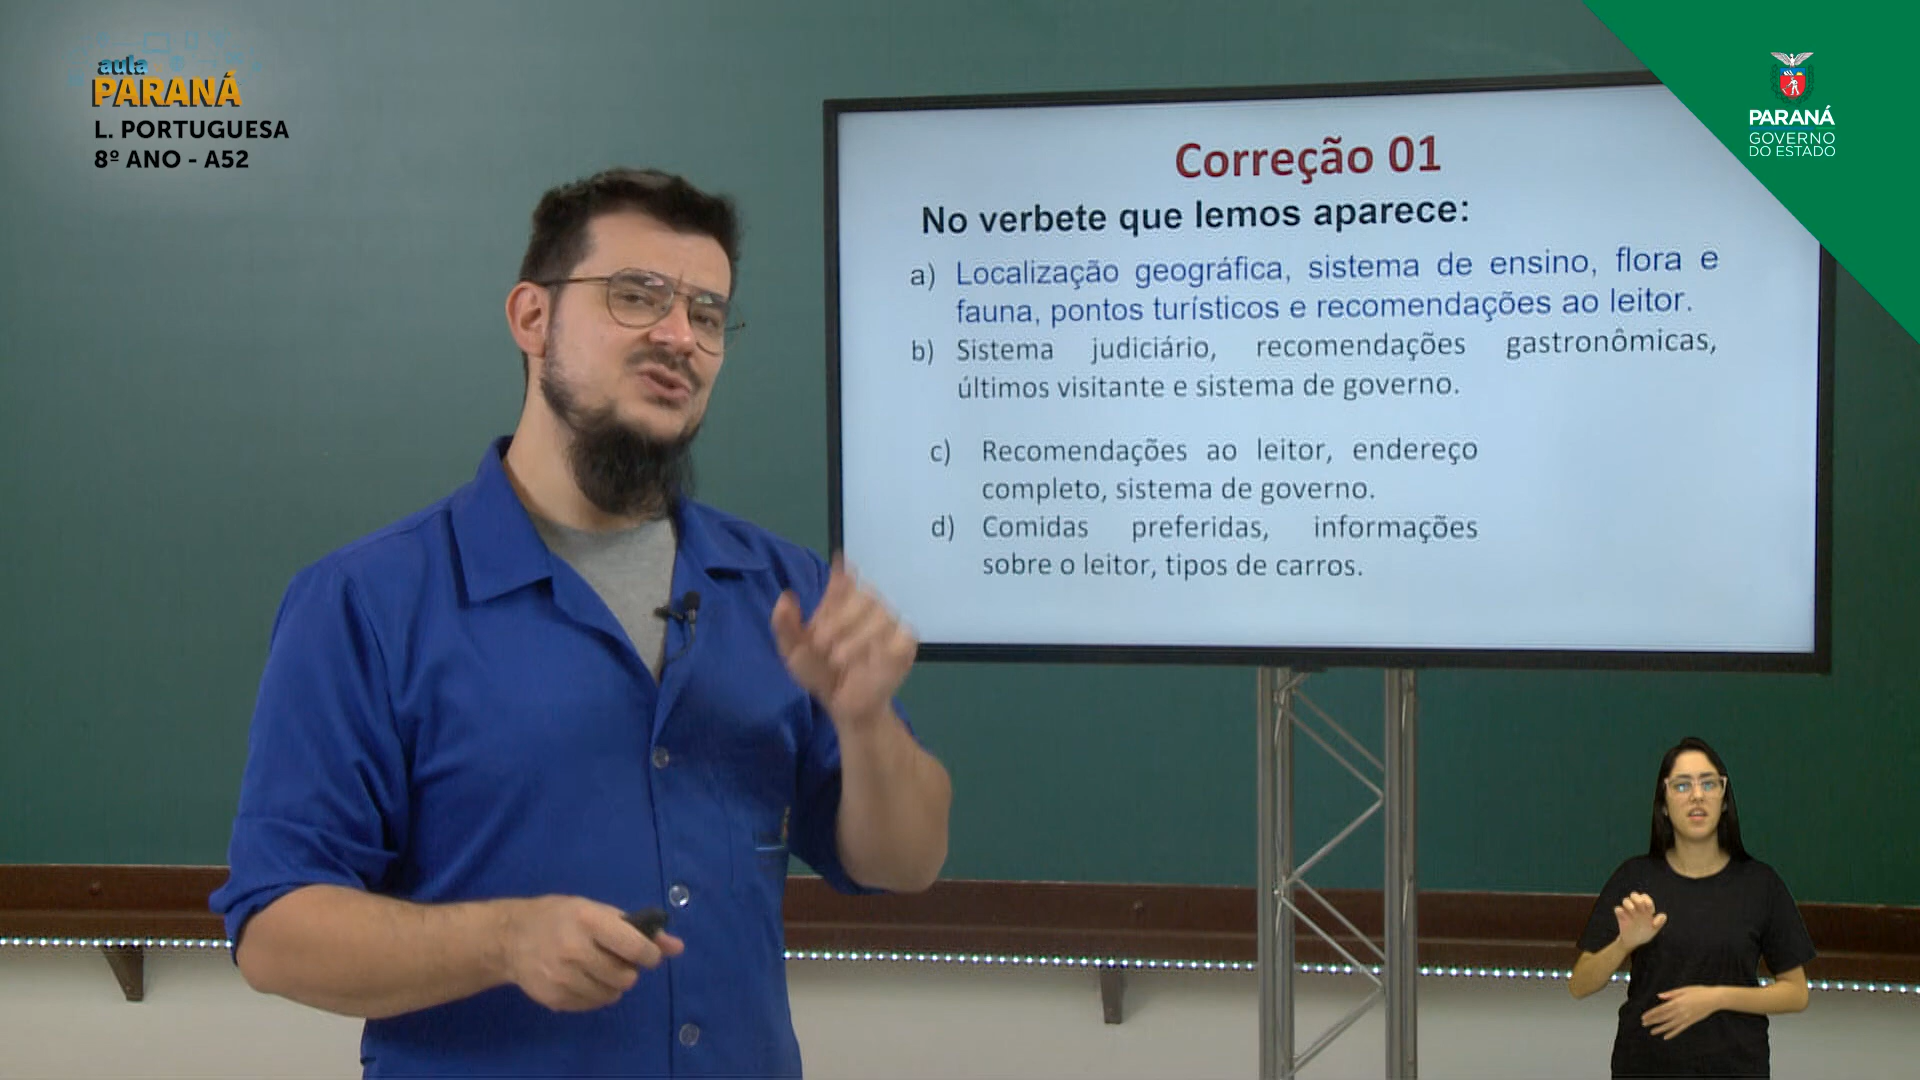 aula
PARANÁ
L. PORTUGUESA
8º ANO - A52
PARANÁ
GOVERNO
DO ESTADO
Correção 01
No verbete que lemos aparece:
a) Localização geográfica, sistema de ensino, flora e
fauna, pontos turísticos e recomendações ao leitor.
b) Sistema judiciário, recomendações gastronômicas,
últimos visitante e sistema de governo.
c) Recomendações ao leitor, endereço
completo, sistema de governo.
d) Comidas preferidas, informações
sobre o leitor, tipos de carros.